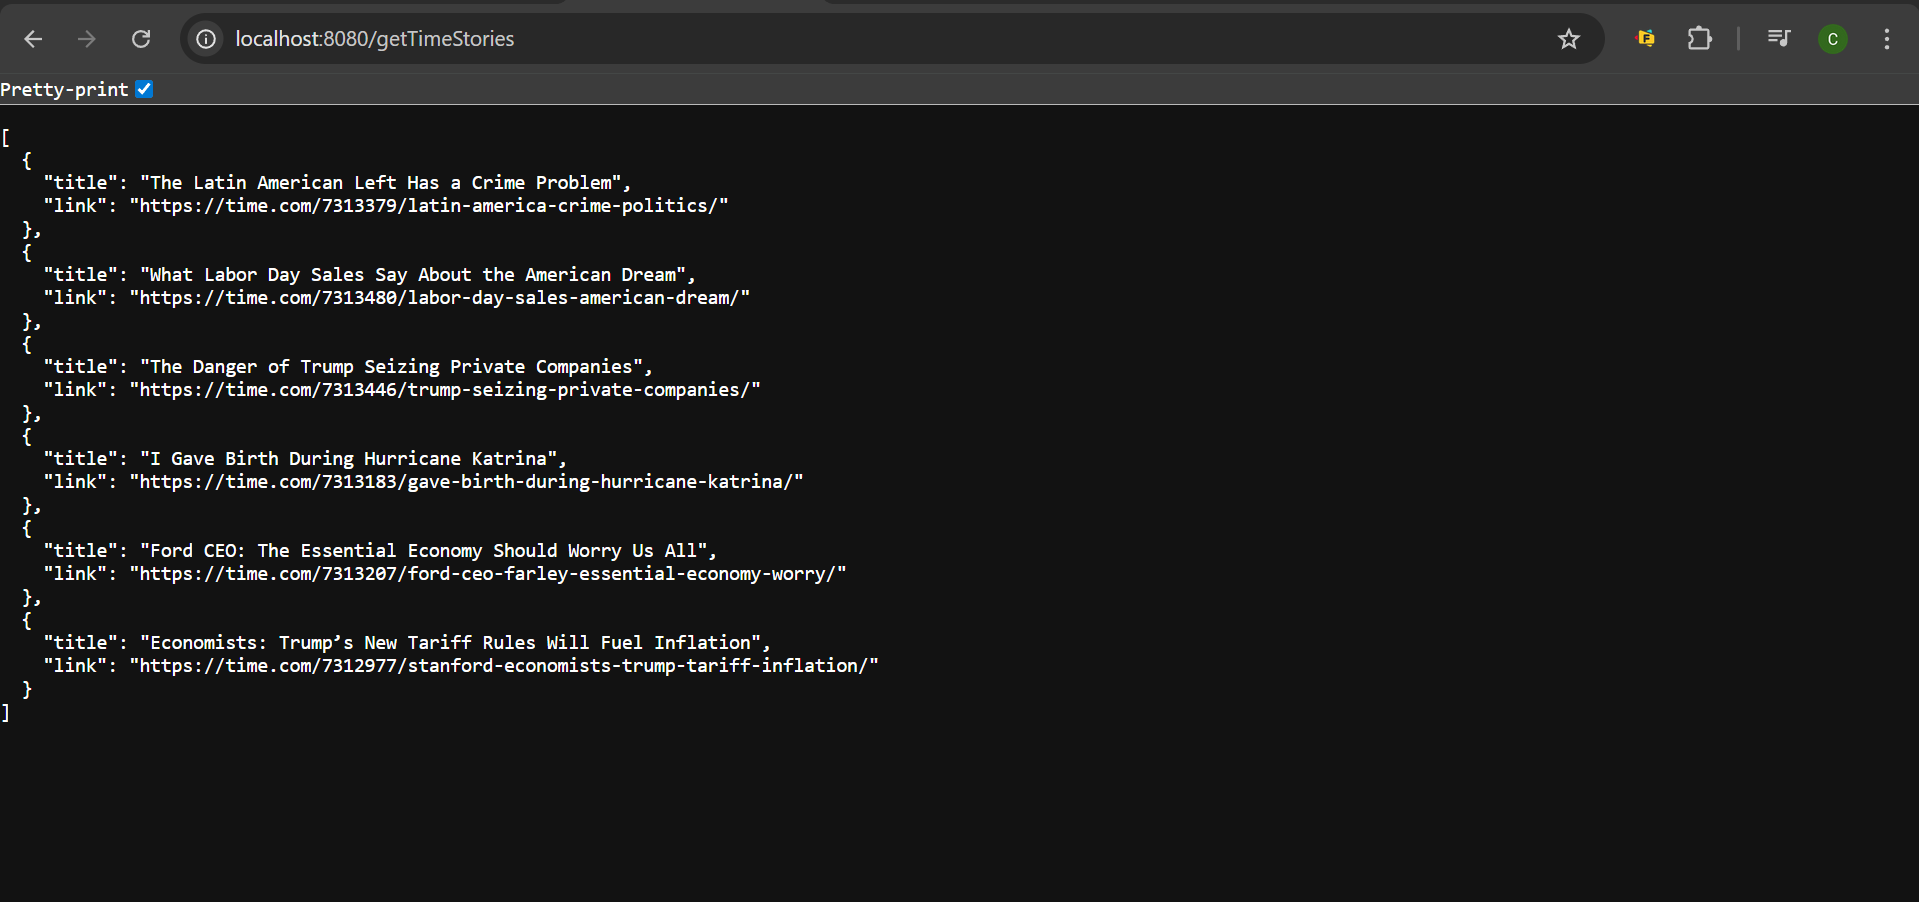 localhost:8080/getTimeStories
C
Pretty-print
[
  {
    "title": "The Latin American Left Has a Crime Problem",
    "link": "https://time.com/7313379/latin-america-crime-politics/"
  },
  {
    "title": "What Labor Day Sales Say About the American Dream",
    "link": "https://time.com/7313480/labor-day-sales-american-dream/"
  },
  {
    "title": "The Danger of Trump Seizing Private Companies",
    "link": "https://time.com/7313446/trump-seizing-private-companies/"
  },
  {
    "title": "I Gave Birth During Hurricane Katrina",
    "link": "https://time.com/7313183/gave-birth-during-hurricane-katrina/"
  },
  {
    "title": "Ford CEO: The Essential Economy Should Worry Us All",
    "link": "https://time.com/7313207/ford-ceo-farley-essential-economy-worry/"
  },
  {
    "title": "Economists: Trump’s New Tariff Rules Will Fuel Inflation",
    "link": "https://time.com/7312977/stanford-economists-trump-tariff-inflation/"
  }
]